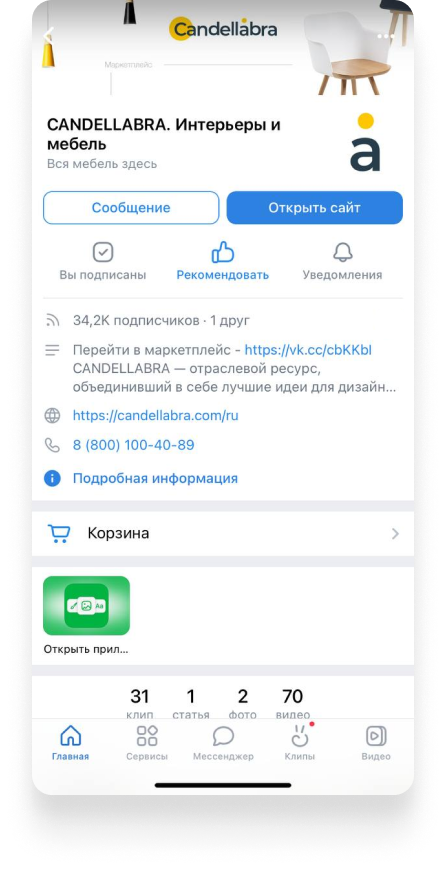 Candellabra
Маркетплейс
CANDELLABRA. Интерьеры и
мебель
Вся мебель здесь
a
Сообщение
Открыть сайт
Вы подписаны
Рекомендовать
Уведомления
34,2K подписчиков · 1 друг
Перейти в маркетплейс - https://vk.cc/cbKKbl
CANDELLABRA — отраслевой ресурс,
объединивший в себе лучшие идеи для дизайн...
https://candellabra.com/ru
8 (800) 100-40-89
Подробная информация
Корзина
Aa
Открыть прил...
31 1 2 70
клип статья фото видео
Главная Сервисы Мессенджер Клипы Видео